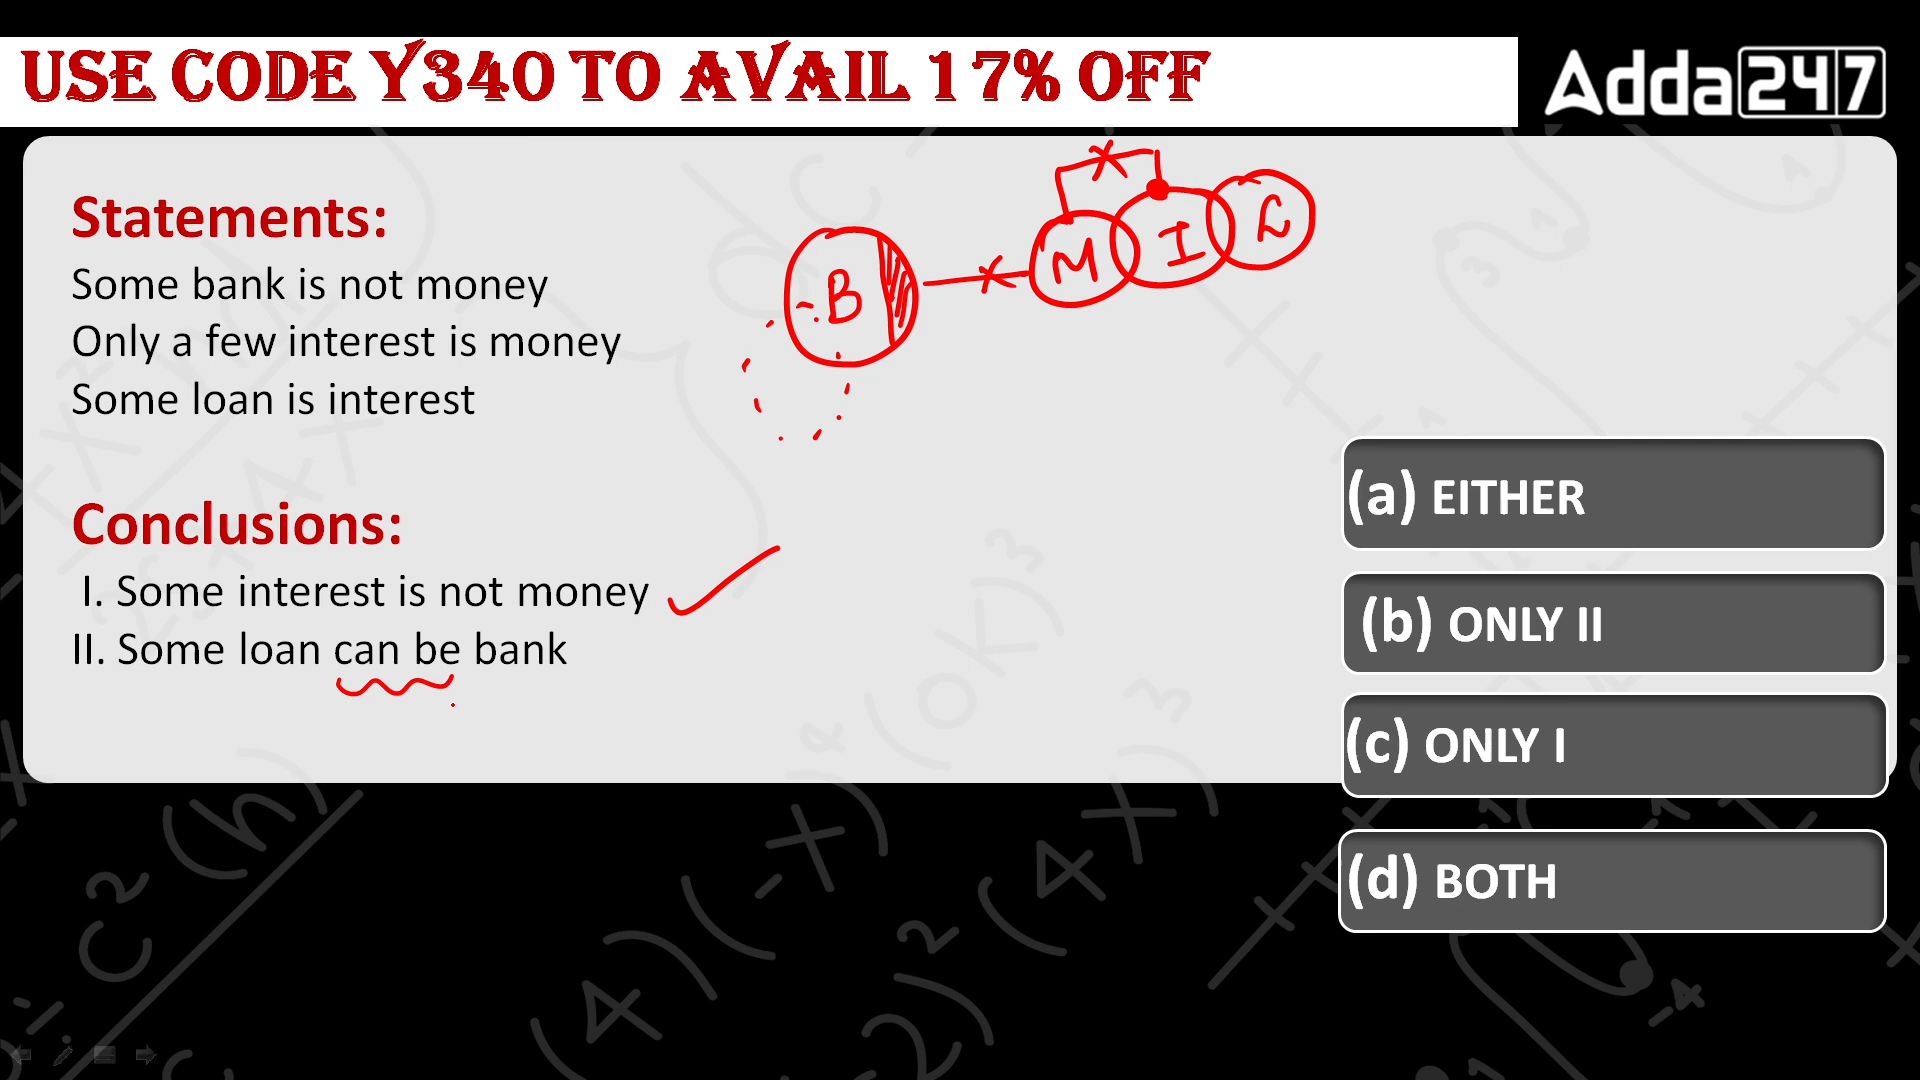 USE CODE Y340 TO AVAIL 17% OFF
Adda247
Statements:
Some bank is not money
Only a few interest is money
Some loan is interest
B
M
I
L
Conclusions:
I. Some interest is not money
II. Some loan can be bank
(a) EITHER
(b) ONLY II
(c) ONLY I
(d) BOTH